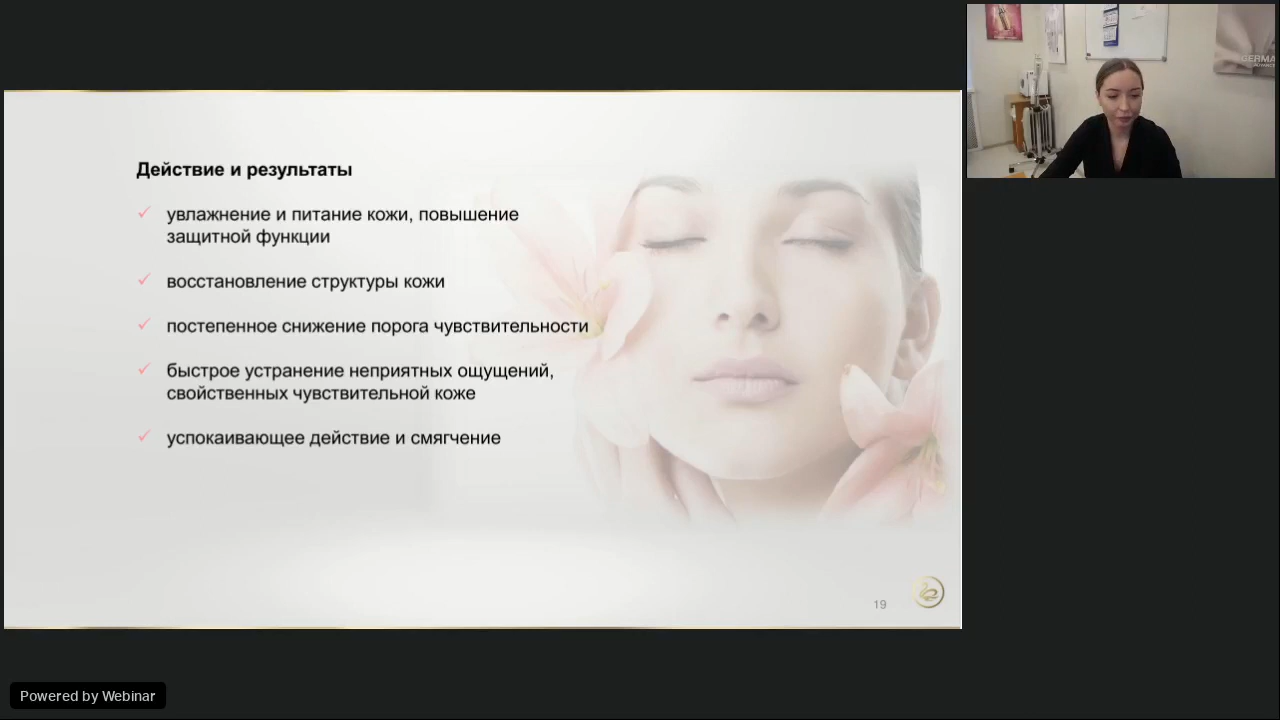 Действие и результаты
увлажнение и питание кожи, повышение
защитной функции
восстановление структуры кожи
постепенное снижение порога чувствительности
быстрое устранение неприятных ощущений,
свойственных чувствительной коже
успокаивающее действие и смягчение
19
Powered by Webinar